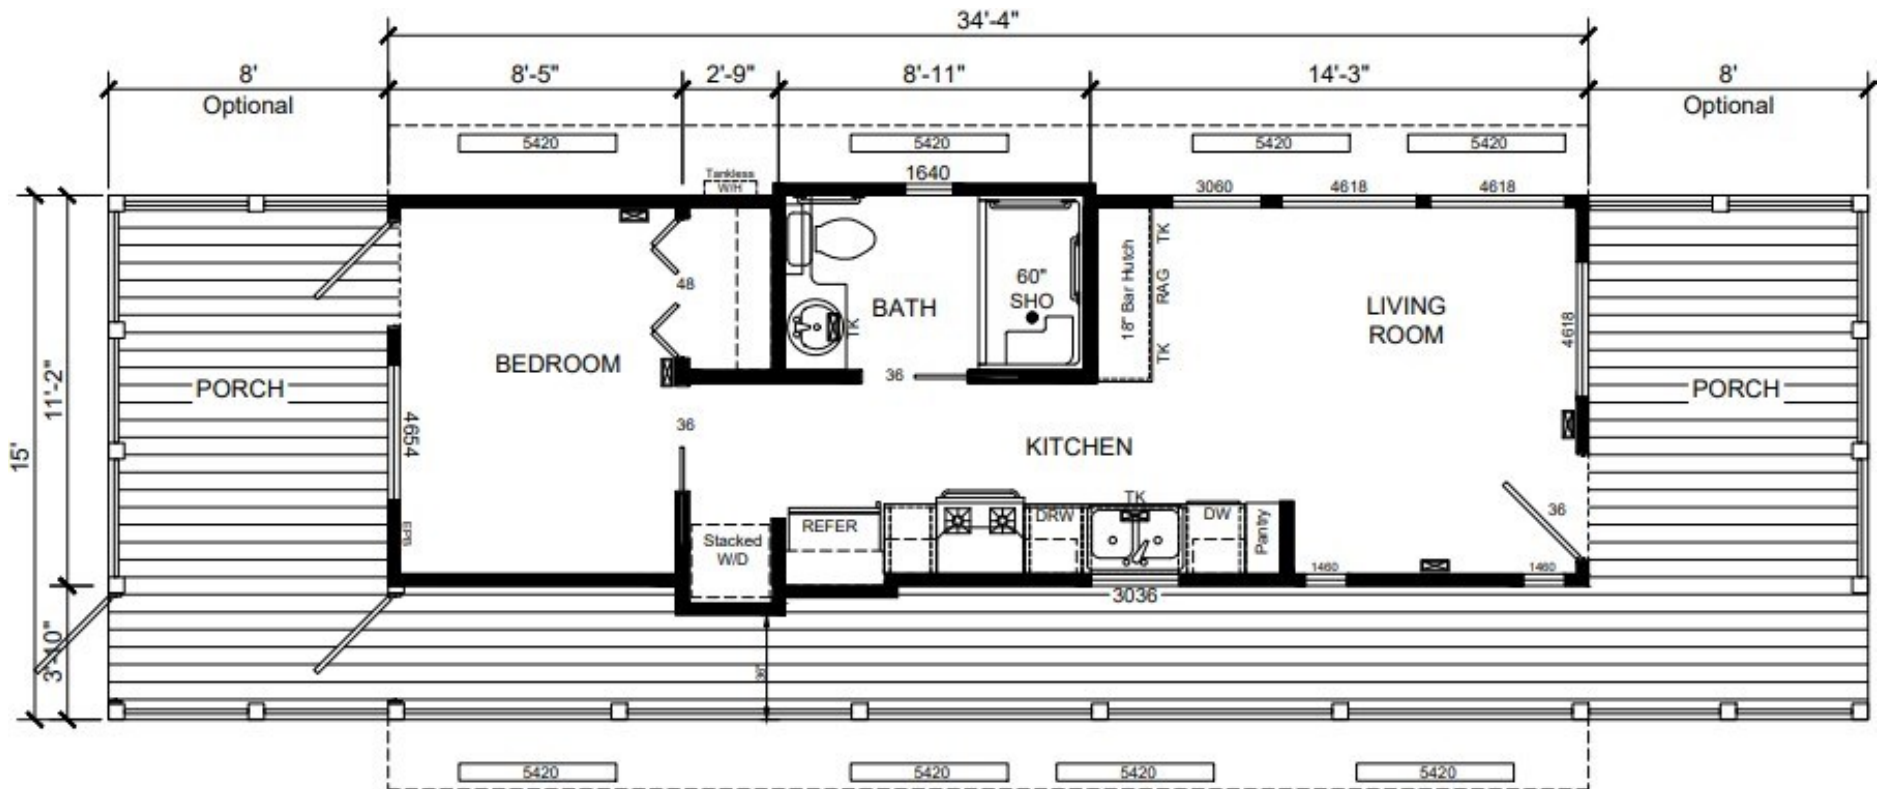 34'-4"
8' 8'-5" 2'-9" 8'-11" 14'-3" 8'
Optional Optional
5420 5420 5420 5420
Tankless
W/H
1640
3060 4618 4618
48
60"
SHO
BATH
TK
18" Bar Hutch
TK RAG TK
LIVING
ROOM
4618
BEDROOM
PORCH
PORCH
36
36
4654
KITCHEN
11'-2"
15'
3'-10"
REFER
DRW
TK
DW
Pantry
36
Stacked
W/D
1460 1460
3036
36"
5420 5420 5420 5420